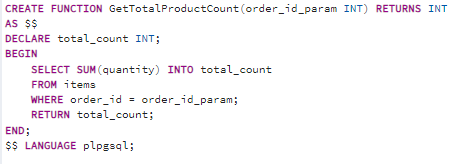 CREATE FUNCTION GetTotalProductCount(order_id_param INT) RETURNS INT
AS $$
DECLARE total_count INT;
BEGIN
    SELECT SUM(quantity) INTO total_count
    FROM items
    WHERE order_id = order_id_param;
    RETURN total_count;
END;
$$ LANGUAGE plpgsql;